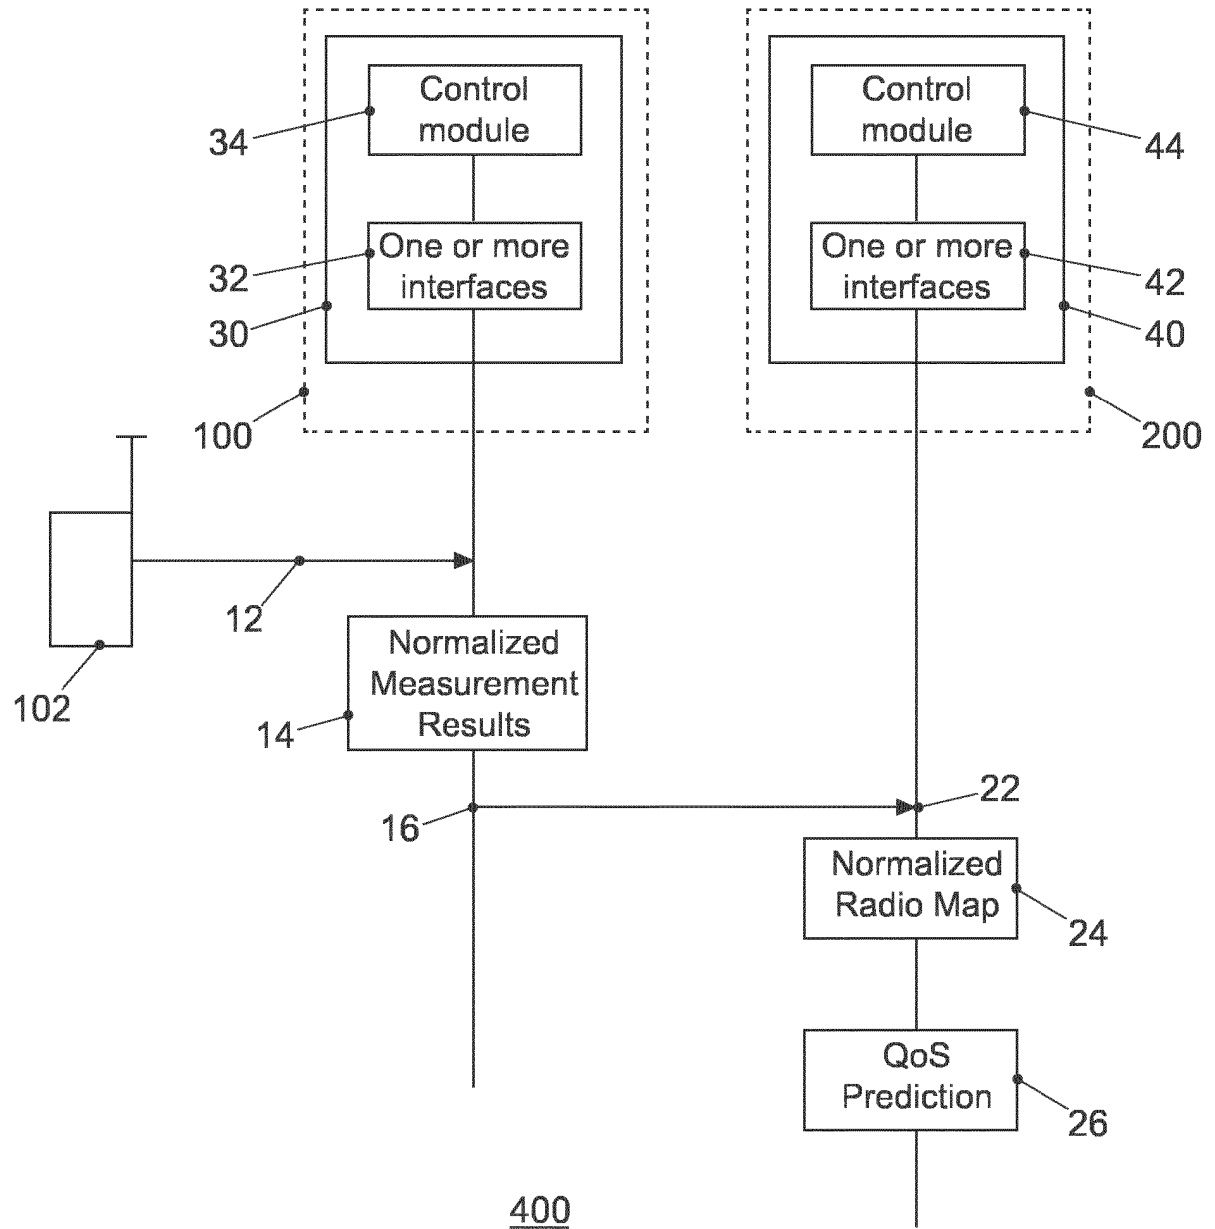 Control
module
34
One or more
interfaces
32
30
100
Control
module
44
One or more
interfaces
42
40
200
12
102
Normalized
Measurement
Results
14
16
22
Normalized
Radio Map
24
QoS
Prediction
26
400